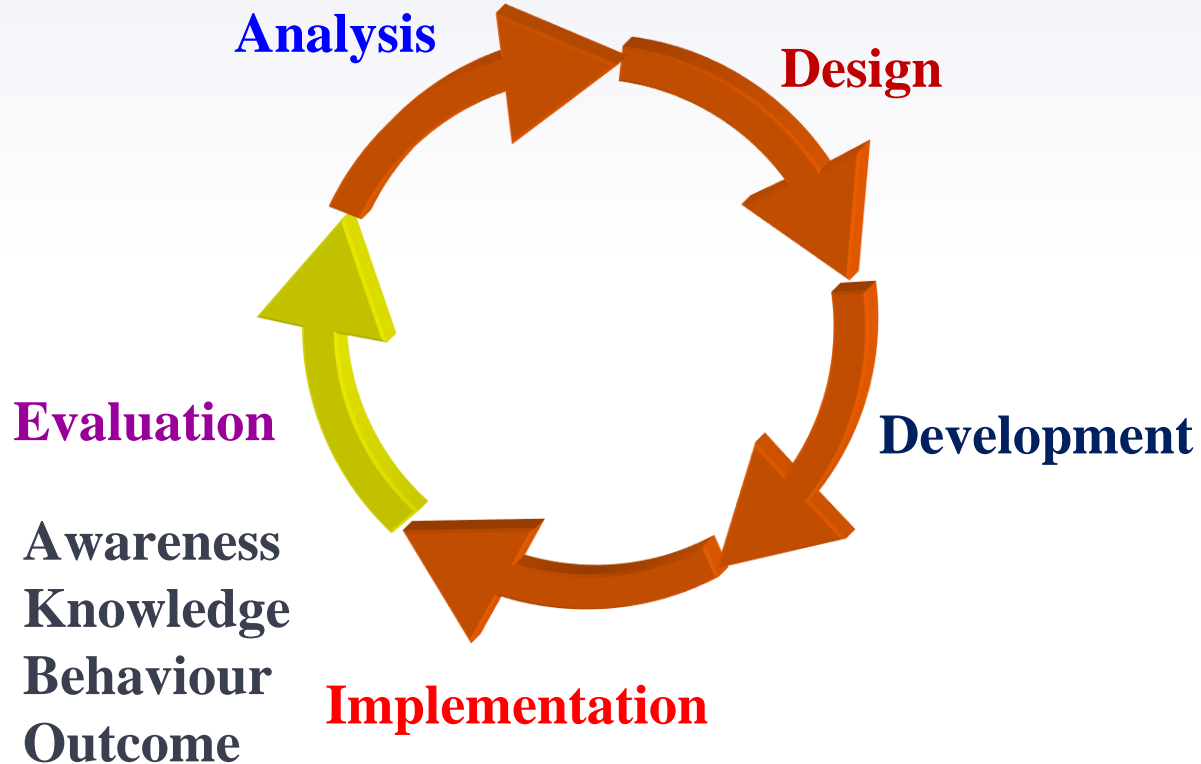 Analysis
Design
Development
Implementation
Evaluation
Awareness
Knowledge
Behaviour
Outcome